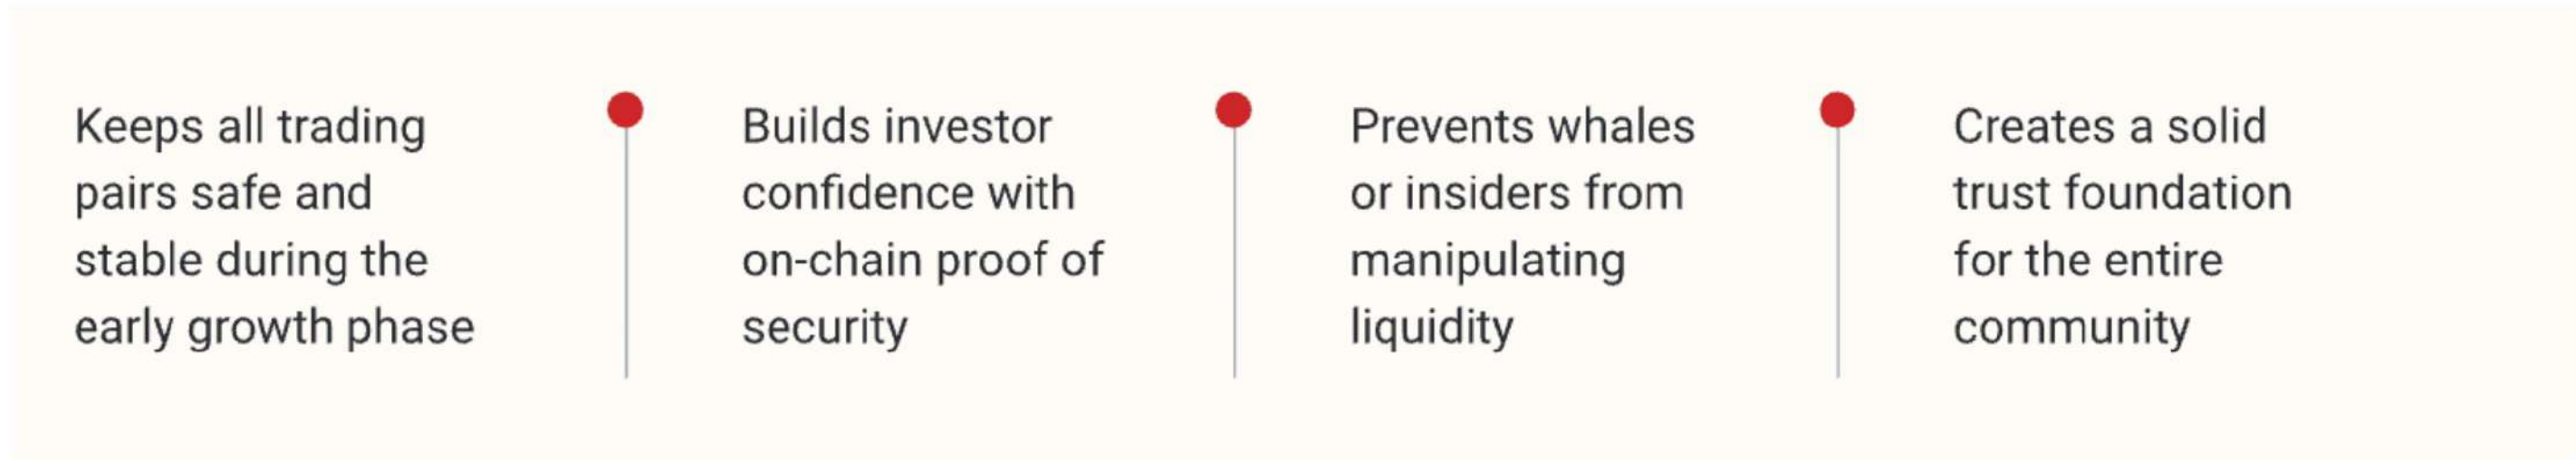 Keeps all trading
pairs safe and
stable during the
early growth phase
Builds investor
confidence with
on-chain proof of
security
Prevents whales
or insiders from
manipulating
liquidity
Creates a solid
trust foundation
for the entire
community